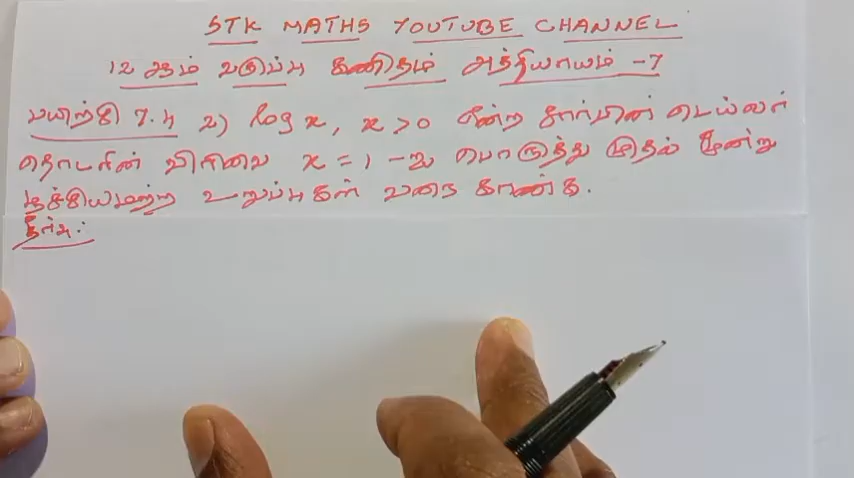 STK MATHS YOUTUBE CHANNEL
12 ஆம் வகுப்பு கணிதம் அத்தியாயம் -7
பயிற்சி 7.4 2) log x, x > 0 என்ற சார்பின் டெய்லர்
தொடரின் விரிவை x = 1 -ஐ பொருத்து முதல் மூன்று
பூச்சியமற்ற உறுப்புகள் வரை காண்க.
தீர்வு: